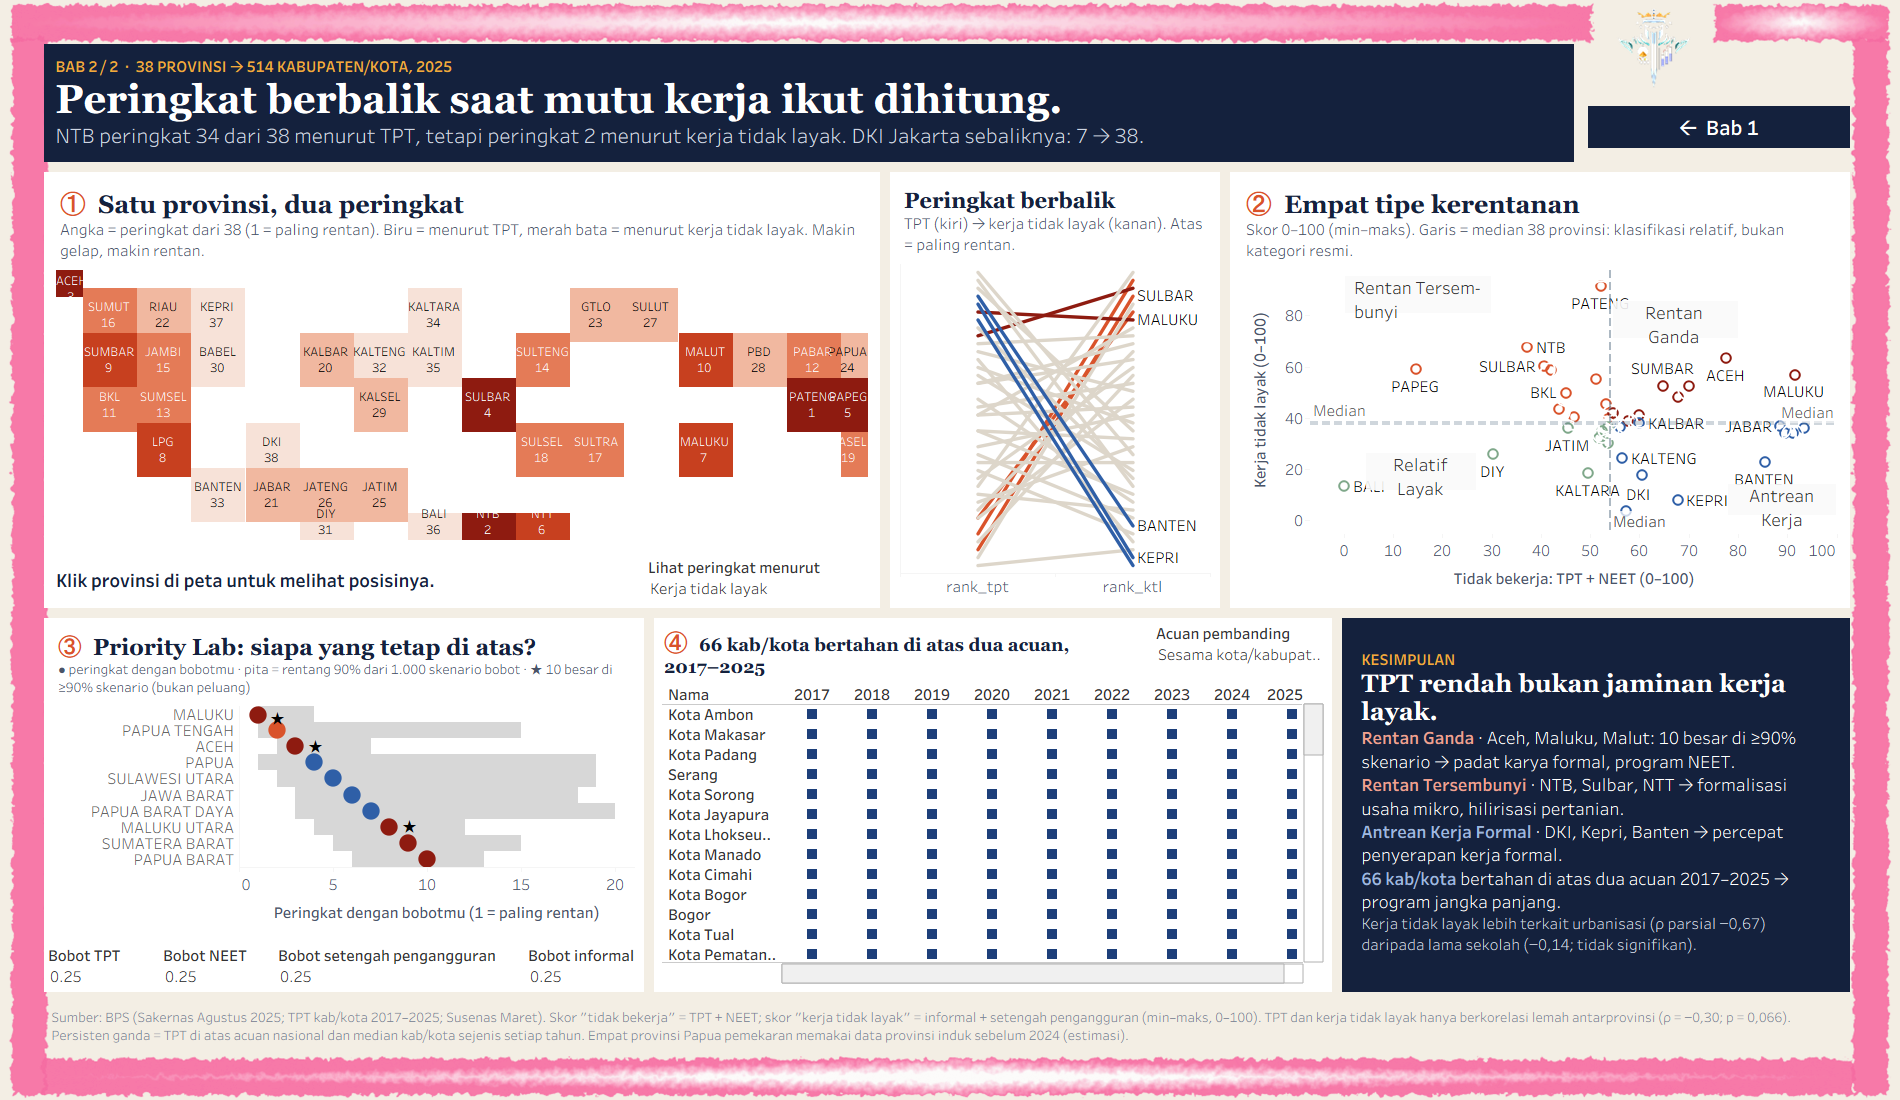 BAB 2 / 2 · 38 PROVINSI → 514 KABUPATEN/KOTA, 2025
Peringkat berbalik saat mutu kerja ikut dihitung.
NTB peringkat 34 dari 38 menurut TPT, tetapi peringkat 2 menurut kerja tidak layak. DKI Jakarta sebaliknya: 7 → 38.
← Bab 1
① Satu provinsi, dua peringkat
Angka = peringkat dari 38 (1 = paling rentan). Biru = menurut TPT, merah bata = menurut kerja tidak layak. Makin
gelap, makin rentan.
ACEH
SUMUT 16
RIAU 22
KEPRI 37
KALTARA 34
GTLO 23
SULUT 27
SUMBAR 9
JAMBI 15
BABEL 30
KALBAR 20
KALTENG 32
KALTIM 35
SULTENG 14
MALUT 10
PBD 28
PABAR 12
PAPUA 24
BKL 11
SUMSEL 13
KALSEL 29
SULBAR 4
PATENG 1
PAPEG 5
LPG 8
DKI 38
SULSEL 18
SULTRA 17
MALUKU 7
ASEL 19
BANTEN 33
JABAR 21
JATENG 26
JATIM 25
DIY 31
BALI 36
NTB 2
NTT 6
Klik provinsi di peta untuk melihat posisinya.
Lihat peringkat menurut
Kerja tidak layak
Peringkat berbalik
TPT (kiri) → kerja tidak layak (kanan). Atas
= paling rentan.
SULBAR
MALUKU
BANTEN
KEPRI
rank_tpt
rank_ktl
② Empat tipe kerentanan
Skor 0–100 (min–maks). Garis = median 38 provinsi: klasifikasi relatif, bukan
kategori resmi.
Kerja tidak layak (0–100)
80
60
40
20
0
Rentan Tersem-
bunyi
PATENG
Rentan
Ganda
NTB
SULBAR
PAPEG
BKL
SUMBAR
ACEH
MALUKU
Median
Median
KALBAR
JABAR
JATIM
DIY
KALTENG
BANTEN
BALI
Relatif
Layak
KALTARA
DKI
KEPRI
Antrean
Kerja
Median
0 10 20 30 40 50 60 70 80 90 100
Tidak bekerja: TPT + NEET (0–100)
③ Priority Lab: siapa yang tetap di atas?
● peringkat dengan bobotmu · pita = rentang 90% dari 1.000 skenario bobot · ★ 10 besar di
≥90% skenario (bukan peluang)
MALUKU
PAPUA TENGAH
ACEH
PAPUA
SULAWESI UTARA
JAWA BARAT
PAPUA BARAT DAYA
MALUKU UTARA
SUMATERA BARAT
PAPUA BARAT
0 5 10 15 20
Peringkat dengan bobotmu (1 = paling rentan)
Bobot TPT
0.25
Bobot NEET
0.25
Bobot setengah pengangguran
0.25
Bobot informal
0.25
④ 66 kab/kota bertahan di atas dua acuan,
2017–2025
Acuan pembanding
Sesama kota/kabupat..
Nama 2017 2018 2019 2020 2021 2022 2023 2024 2025
Kota Ambon
Kota Makasar
Kota Padang
Serang
Kota Sorong
Kota Jayapura
Kota Lhokseu..
Kota Manado
Kota Cimahi
Kota Bogor
Bogor
Kota Tual
Kota Pematan..
KESIMPULAN
TPT rendah bukan jaminan kerja
layak.
Rentan Ganda · Aceh, Maluku, Malut: 10 besar di ≥90%
skenario → padat karya formal, program NEET.
Rentan Tersembunyi · NTB, Sulbar, NTT → formalisasi
usaha mikro, hilirisasi pertanian.
Antrean Kerja Formal · DKI, Kepri, Banten → percepat
penyerapan kerja formal.
66 kab/kota bertahan di atas dua acuan 2017–2025 →
program jangka panjang.
Kerja tidak layak lebih terkait urbanisasi (ρ parsial −0,67)
daripada lama sekolah (−0,14; tidak signifikan).
Sumber: BPS (Sakernas Agustus 2025; TPT kab/kota 2017–2025; Susenas Maret). Skor "tidak bekerja" = TPT + NEET; skor "kerja tidak layak" = informal + setengah pengangguran (min–maks, 0–100). TPT dan kerja tidak layak hanya berkorelasi lemah antarprovinsi (ρ = −0,30; p = 0,066).
Persisten ganda = TPT di atas acuan nasional dan median kab/kota sejenis setiap tahun. Empat provinsi Papua pemekaran memakai data provinsi induk sebelum 2024 (estimasi).